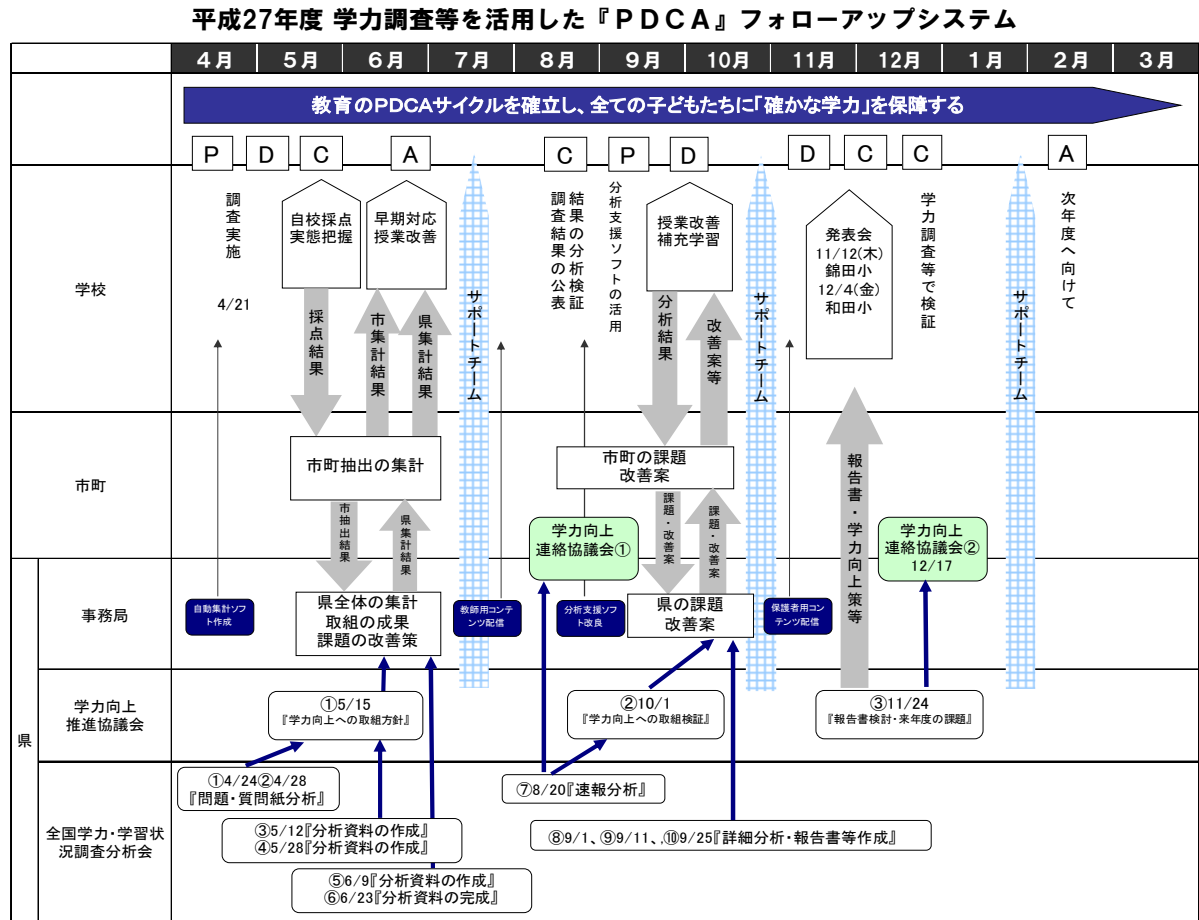 平成27年度 学力調査等を活用した『PDCA』フォローアップシステム
4月 5月 6月 7月 8月 9月 10月 11月 12月 1月 2月 3月
教育のPDCAサイクルを確立し、全ての子どもたちに「確かな学力」を保障する
P D C A C P D D C C A
学校
調査実施
4/21
自校採点
実態把握
早期対応
授業改善
サポートチーム
結果の分析検証
調査結果の公表
分析支援ソフトの活用
授業改善
補充学習
サポートチーム
発表会
11/12(木)
錦田小
12/4(金)
和田小
学力調査等で検証
サポートチーム
次年度へ向けて
採点結果
市集計結果
県集計結果
分析結果
改善案等
市町
市町抽出の集計
市町の課題
改善案
市抽出結果
県集計結果
課題・改善案
課題・改善案
報告書・学力向上策等
学力向上
連絡協議会①
学力向上
連絡協議会②
12/17
県
事務局
自動集計ソフ
ト作成
県全体の集計
取組の成果
課題の改善策
教師用コンテ
ンツ配信
分析支援ソフ
ト改良
県の課題
改善案
保護者用コン
テンツ配信
学力向上
推進協議会
①5/15
『学力向上への取組方針』
②10/1
『学力向上への取組検証』
③11/24
『報告書検討・来年度の課題』
全国学力・学習状
況調査分析会
①4/24②4/28
『問題・質問紙分析』
③5/12『分析資料の作成』
④5/28『分析資料の作成』
⑤6/9『分析資料の作成』
⑥6/23『分析資料の完成』
⑦8/20『速報分析』
⑧9/1、⑨9/11、,⑩9/25『詳細分析・報告書等作成』